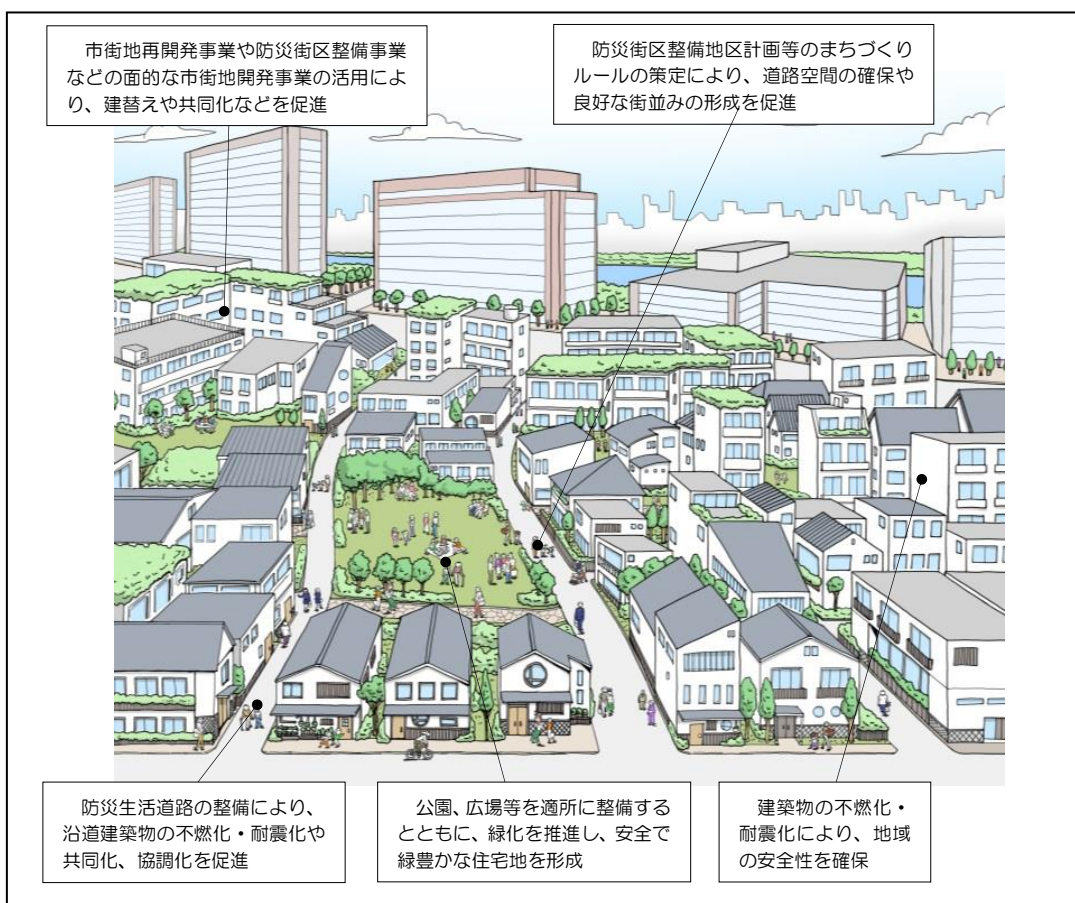 市街地再開発事業や防災街区整備事業
などの面的な市街地開発事業の活用によ
り、建替えや共同化などを促進
防災街区整備地区計画等のまちづくり
ルールの策定により、道路空間の確保や
良好な街並みの形成を促進
防災生活道路の整備により、
沿道建築物の不燃化・耐震化や
共同化、協調化を促進
公園、広場等を適所に整備する
とともに、緑化を推進し、安全で
緑豊かな住宅地を形成
建築物の不燃化・
耐震化により、地域
の安全性を確保